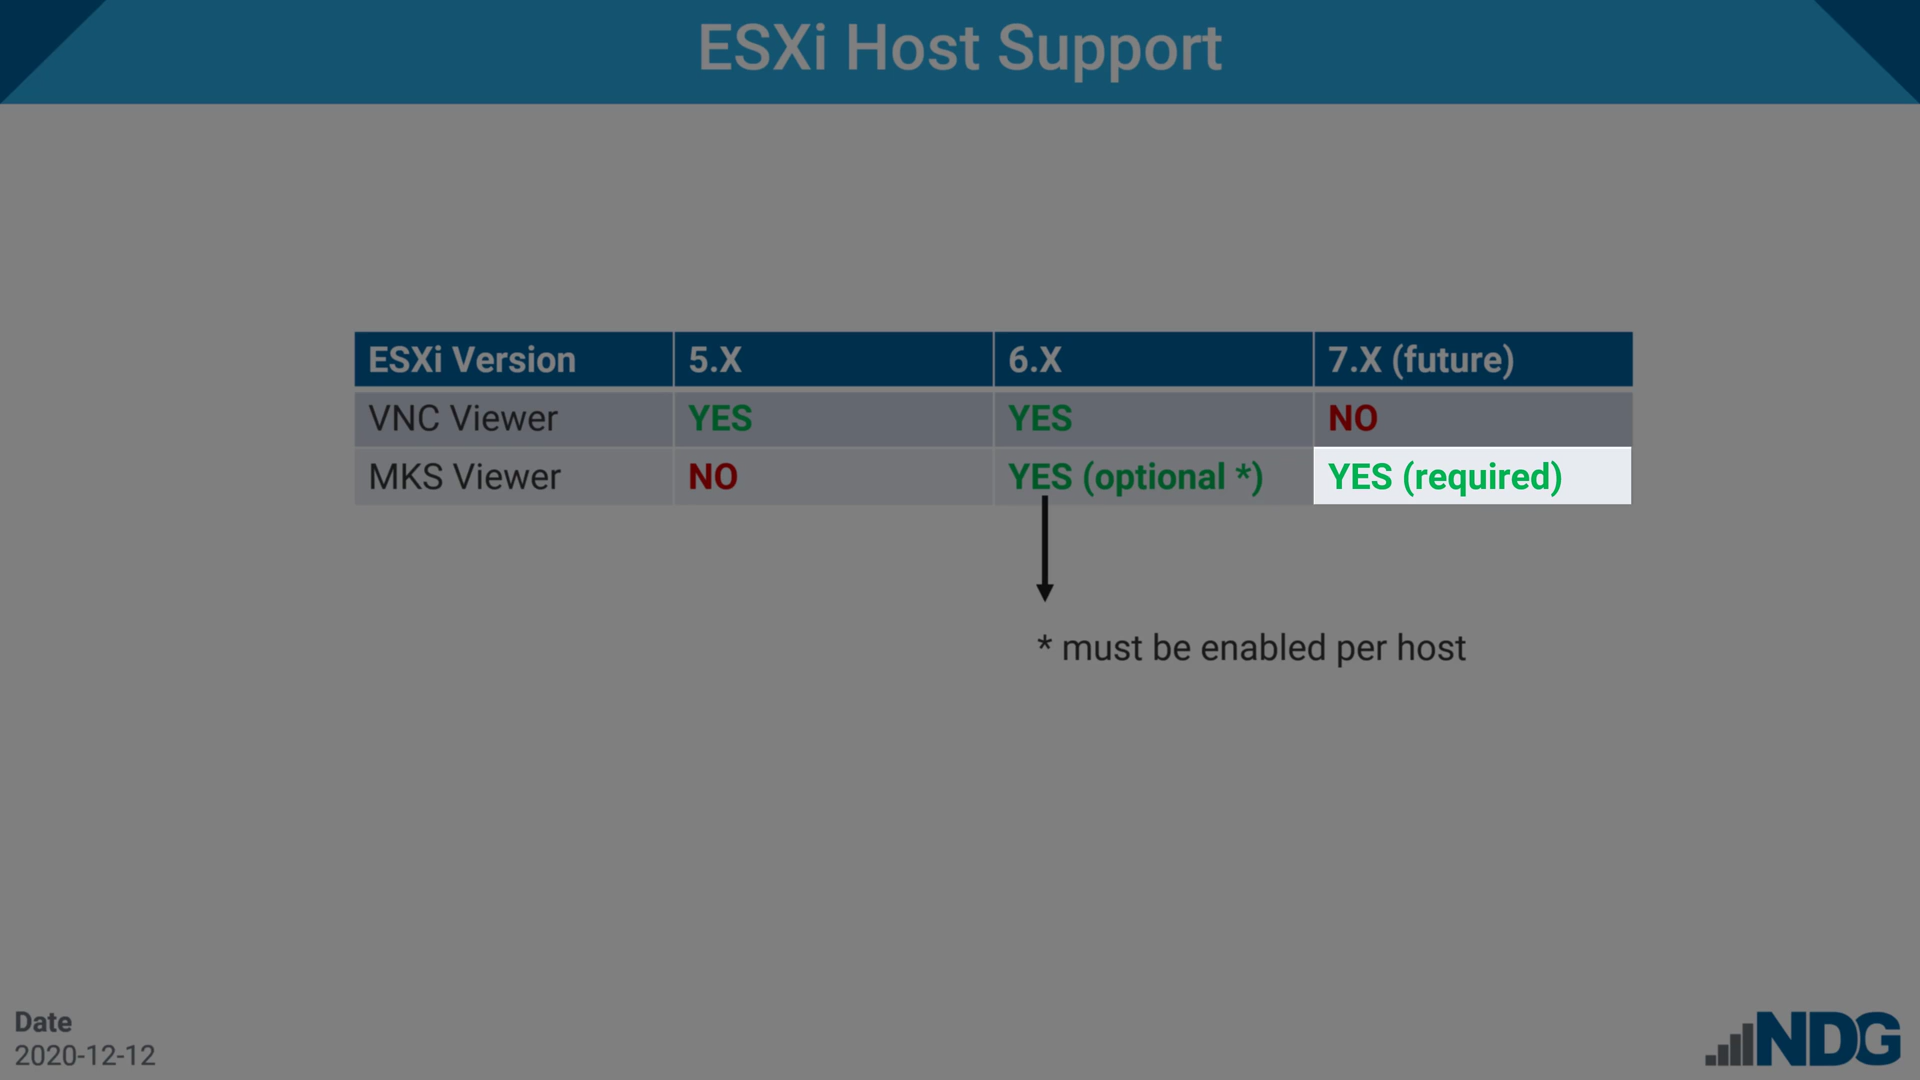 ESXi Host Support
ESXi Version 5.X 6.X 7.X (future)
VNC Viewer YES YES NO
MKS Viewer NO YES (optional *) YES (required)
* must be enabled per host
Date
2020-12-12
NDG